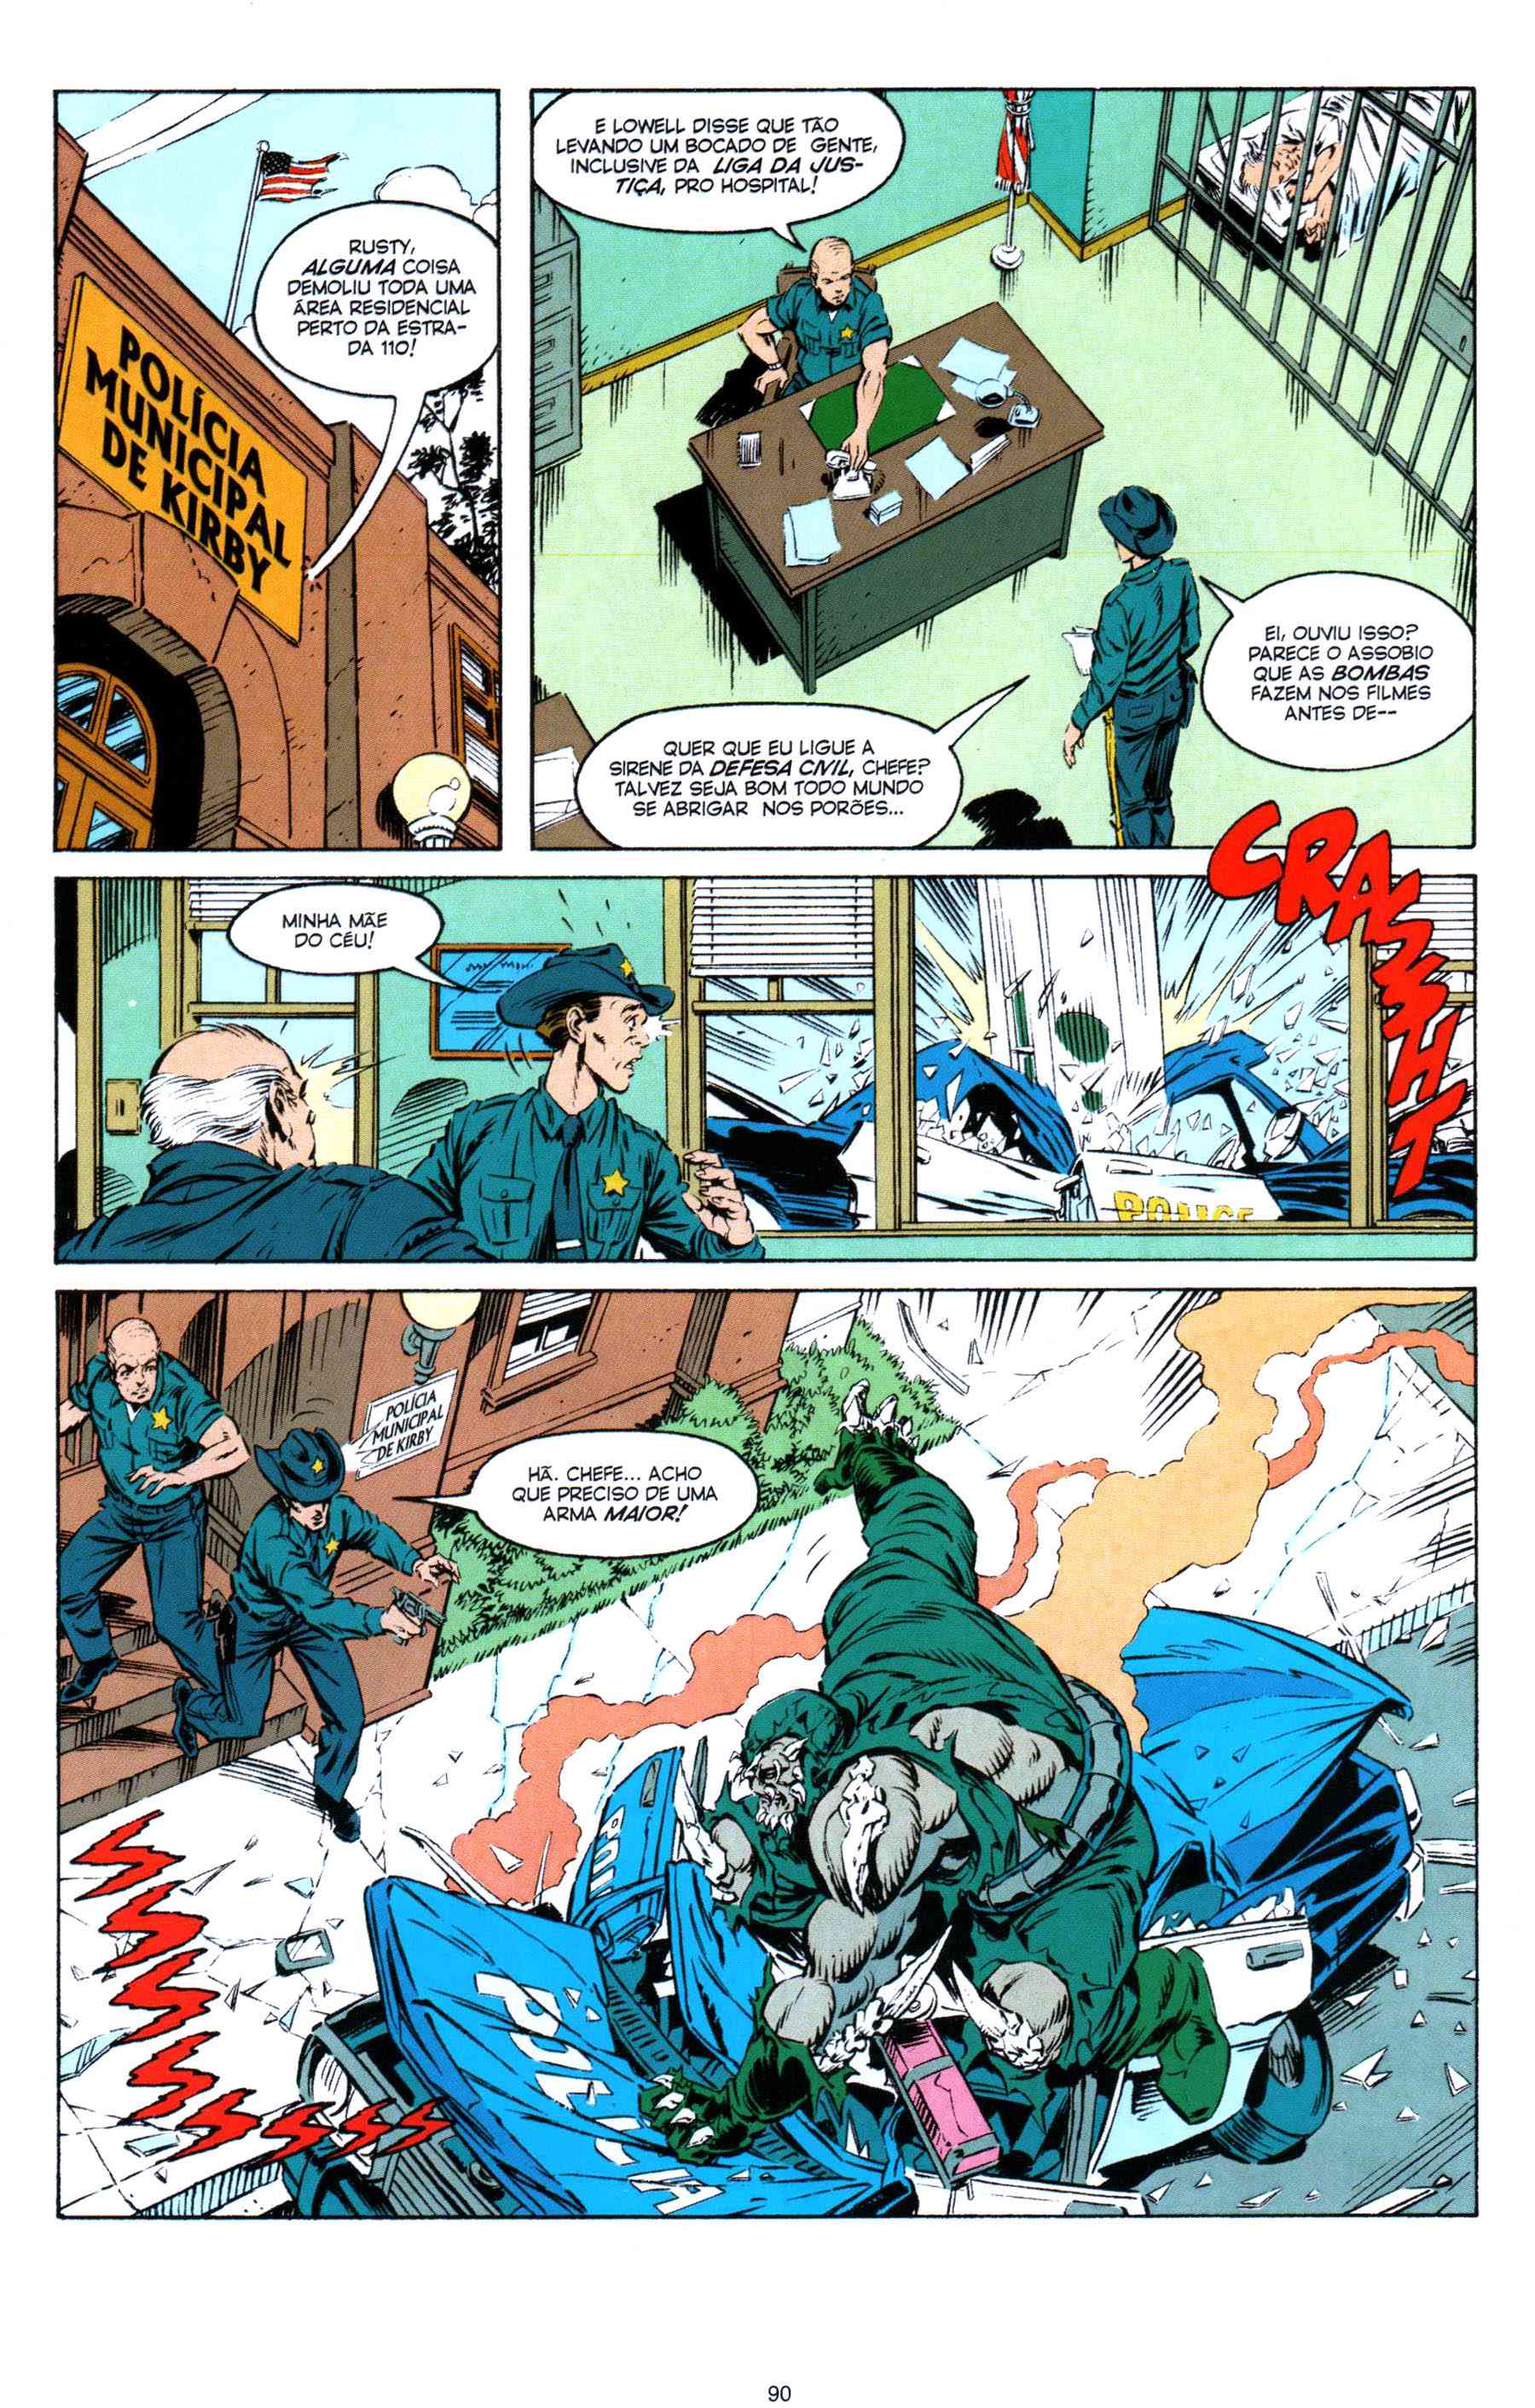 RUSTY,
ALGUMA COISA
DEMOLIU TODA UMA
ÁREA RESIDENCIAL
PERTO DA ESTRA-
DA 110!
POLÍCIA
MUNICIPAL
DE KIRBY
E LOWELL DISSE QUE TÃO
LEVANDO UM BOCADO DE GENTE,
INCLUSIVE DA LIGA DA JUS-
TIÇA, PRO HOSPITAL!
QUER QUE EU LIGUE A
SIRENE DA DEFESA CIVIL, CHEFE?
TALVEZ SEJA BOM TODO MUNDO
SE ABRIGAR NOS PORÕES...
EI, OUVIU ISSO?
PARECE O ASSOBIO
QUE AS BOMBAS
FAZEM NOS FILMES
ANTES DE--
CRASSHT
MINHA MÃE
DO CÉU!
POLICE
POLÍCIA
MUNICIPAL
DE KIRBY
HÃ. CHEFE... ACHO
QUE PRECISO DE UMA
ARMA MAIOR!
SSSSSSSSSSS
90